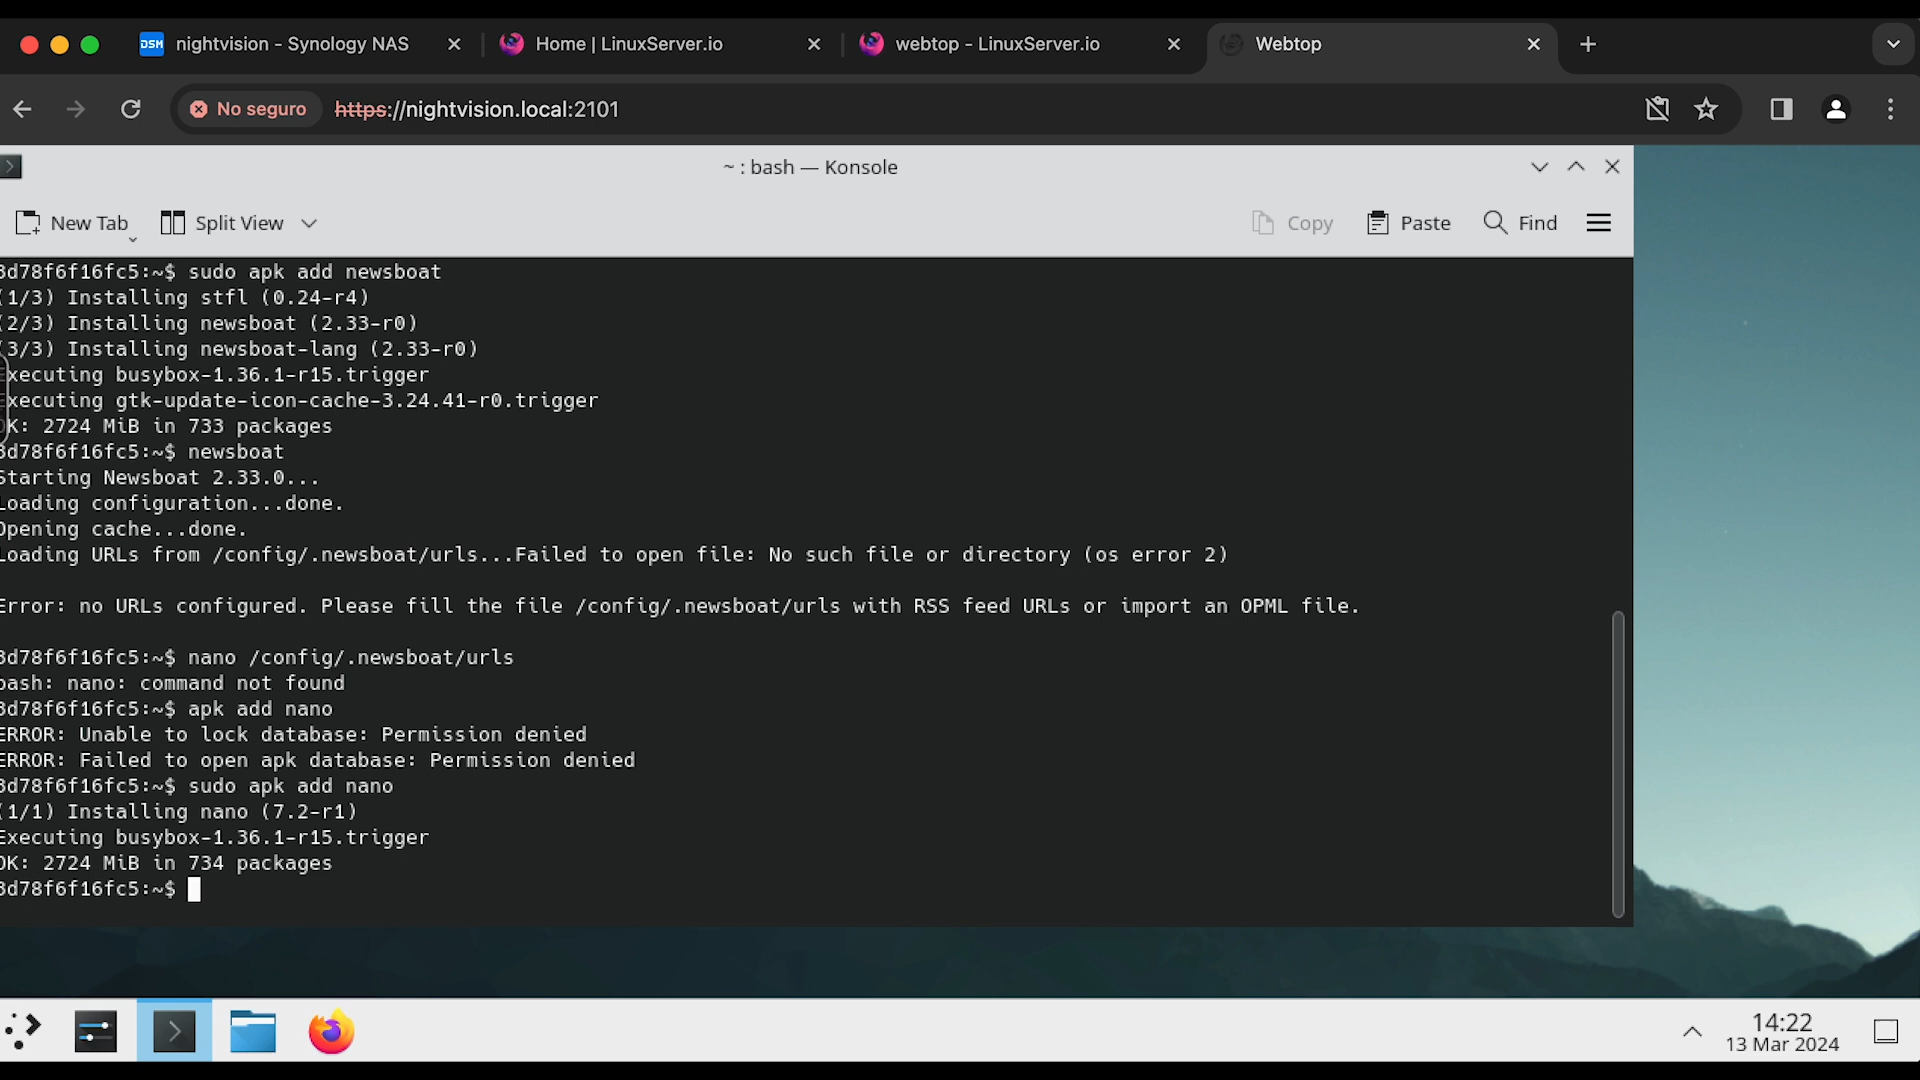 DSM nightvision - Synology NAS
Home | LinuxServer.io
webtop - LinuxServer.io
Webtop
No seguro https://nightvision.local:2101
~ : bash — Konsole
New Tab Split View Copy Paste Find
3d78f6f16fc5:~$ sudo apk add newsboat
(1/3) Installing stfl (0.24-r4)
(2/3) Installing newsboat (2.33-r0)
(3/3) Installing newsboat-lang (2.33-r0)
Executing busybox-1.36.1-r15.trigger
Executing gtk-update-icon-cache-3.24.41-r0.trigger
OK: 2724 MiB in 733 packages
3d78f6f16fc5:~$ newsboat
Starting Newsboat 2.33.0...
Loading configuration...done.
Opening cache...done.
Loading URLs from /config/.newsboat/urls...Failed to open file: No such file or directory (os error 2)
Error: no URLs configured. Please fill the file /config/.newsboat/urls with RSS feed URLs or import an OPML file.
3d78f6f16fc5:~$ nano /config/.newsboat/urls
bash: nano: command not found
3d78f6f16fc5:~$ apk add nano
ERROR: Unable to lock database: Permission denied
ERROR: Failed to open apk database: Permission denied
3d78f6f16fc5:~$ sudo apk add nano
(1/1) Installing nano (7.2-r1)
Executing busybox-1.36.1-r15.trigger
OK: 2724 MiB in 734 packages
3d78f6f16fc5:~$
14:22
13 Mar 2024